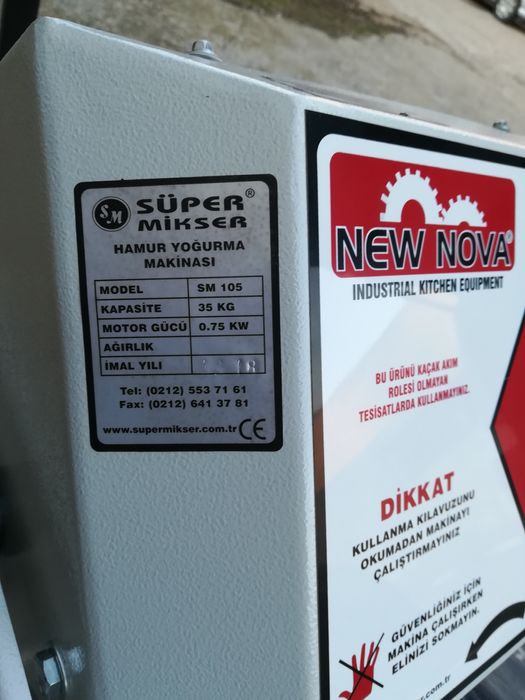 SM
SÜPER®
MİKSER
HAMUR YOĞURMA
MAKİNASI
MODEL SM 105
KAPASİTE 35 KG
MOTOR GÜCÜ 0.75 KW
AĞIRLIK
İMAL YILI
Tel: (0212) 553 71 61
Fax: (0212) 641 37 81
www.supermikser.com.tr CE
NEW NOVA®
INDUSTRIAL KITCHEN EQUIPMENT
BU ÜRÜNÜ KAÇAK AKIM
ROLESİ OLMAYAN
TESİSATLARDA KULLANMAYINIZ.
DİKKAT
KULLANMA KILAVUZUNU
OKUMADAN MAKİNAYI
ÇALIŞTIRMAYINIZ
GÜVENLİĞİNİZ İÇİN
MAKİNA ÇALIŞIRKEN
ELİNİZİ SOKMAYIN.
ser.com.tr